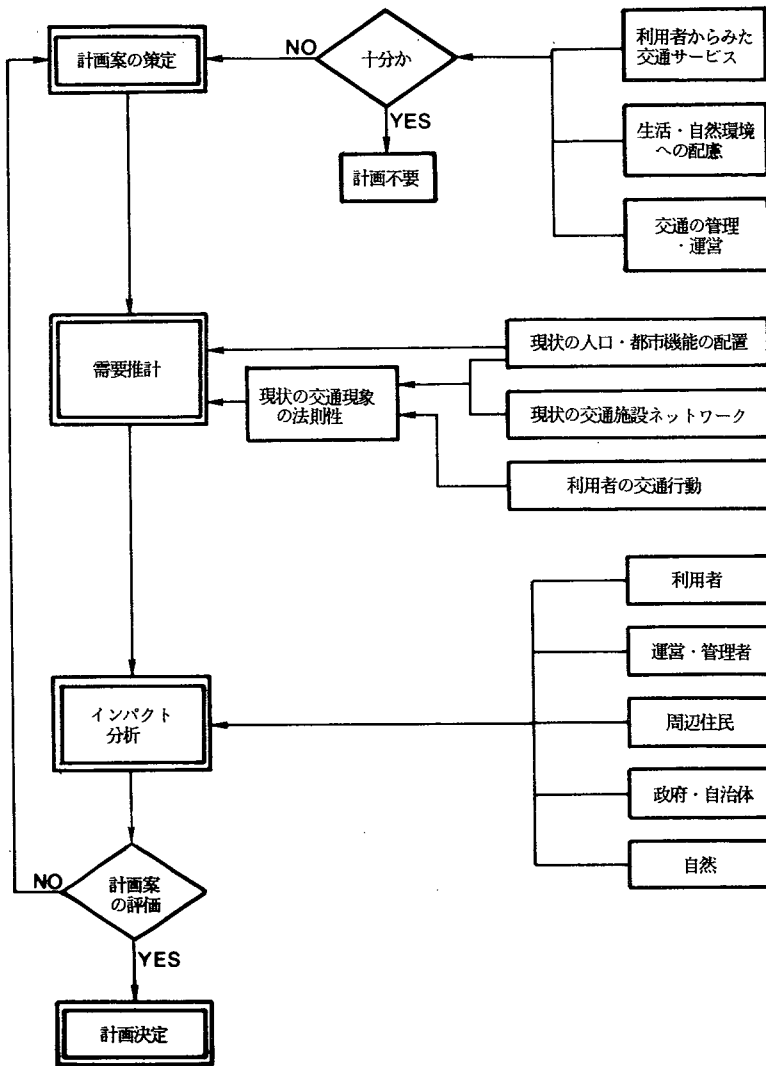 計画案の策定
NO
十分か
YES
計画不要
利用者からみた
交通サービス
生活・自然環境
への配慮
交通の管理
・運営
需要推計
現状の交通現象
の法則性
現状の人口・都市機能の配置
現状の交通施設ネットワーク
利用者の交通行動
インパクト
分析
利用者
運営・管理者
周辺住民
政府・自治体
自然
NO
計画案
の評価
YES
計画決定